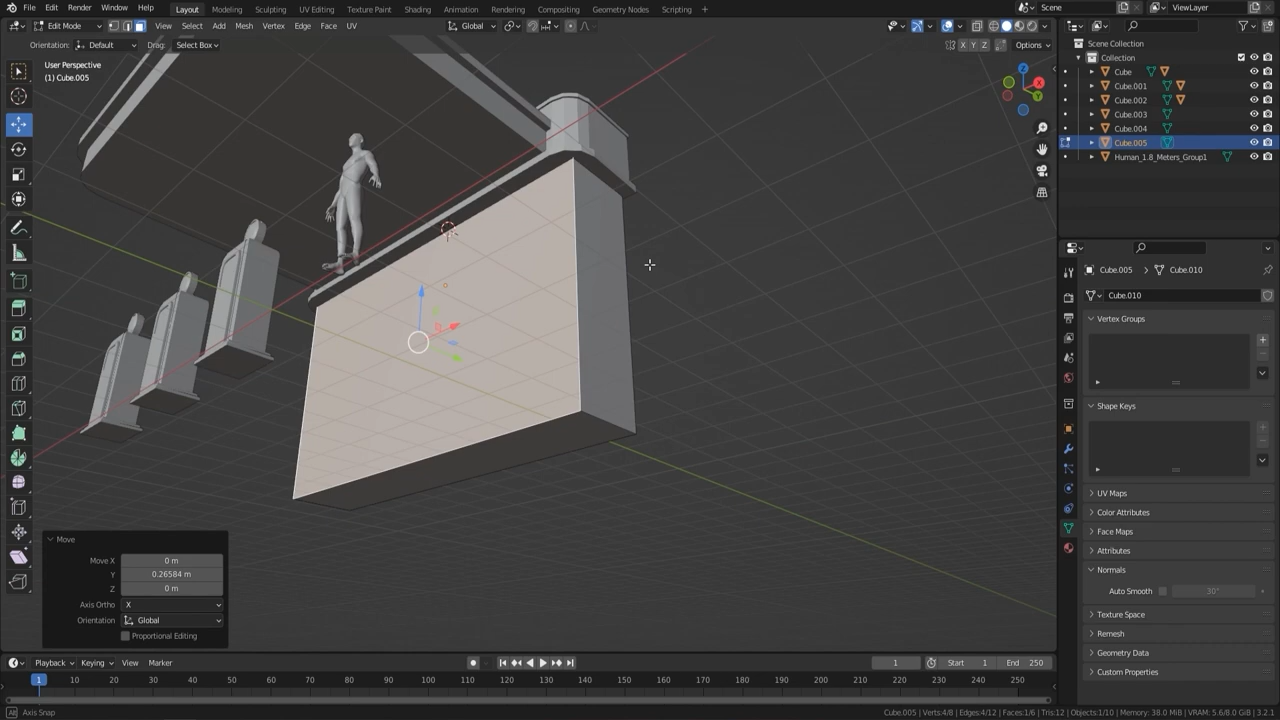 File Edit Render Window Help Layout Modeling Sculpting UV Editing Texture Paint Shading Animation Rendering Compositing Geometry Nodes Scripting + Scene ViewLayer
Edit Mode View Select Add Mesh Vertex Edge Face UV Global
Orientation: Default Drag: Select Box X Y Z Options
User Perspective
(1) Cube.005
Z
X
Y
Scene Collection
Collection
Cube
Cube.001
Cube.002
Cube.003
Cube.004
Cube.005
Human_1.8_Meters_Group1
Cube.005 Cube.010
Cube.010
Vertex Groups
Shape Keys
UV Maps
Color Attributes
Face Maps
Attributes
Normals
Auto Smooth 30°
Texture Space
Remesh
Geometry Data
Custom Properties
Move
Move X 0 m
Y 0.26584 m
Z 0 m
Axis Ortho X
Orientation Global
Proportional Editing
Playback Keying View Marker 1 Start 1 End 250
1 10 20 30 40 50 60 70 80 90 100 110 120 130 140 150 160 170 180 190 200 210 220 230 240 250
Axis Snap Cube.005 | Verts:4/8 | Edges:4/12 | Faces:1/6 | Tris:12 | Objects:1/10 | Memory: 38.0 MiB | VRAM: 5.6/8.0 GiB | 3.2.1